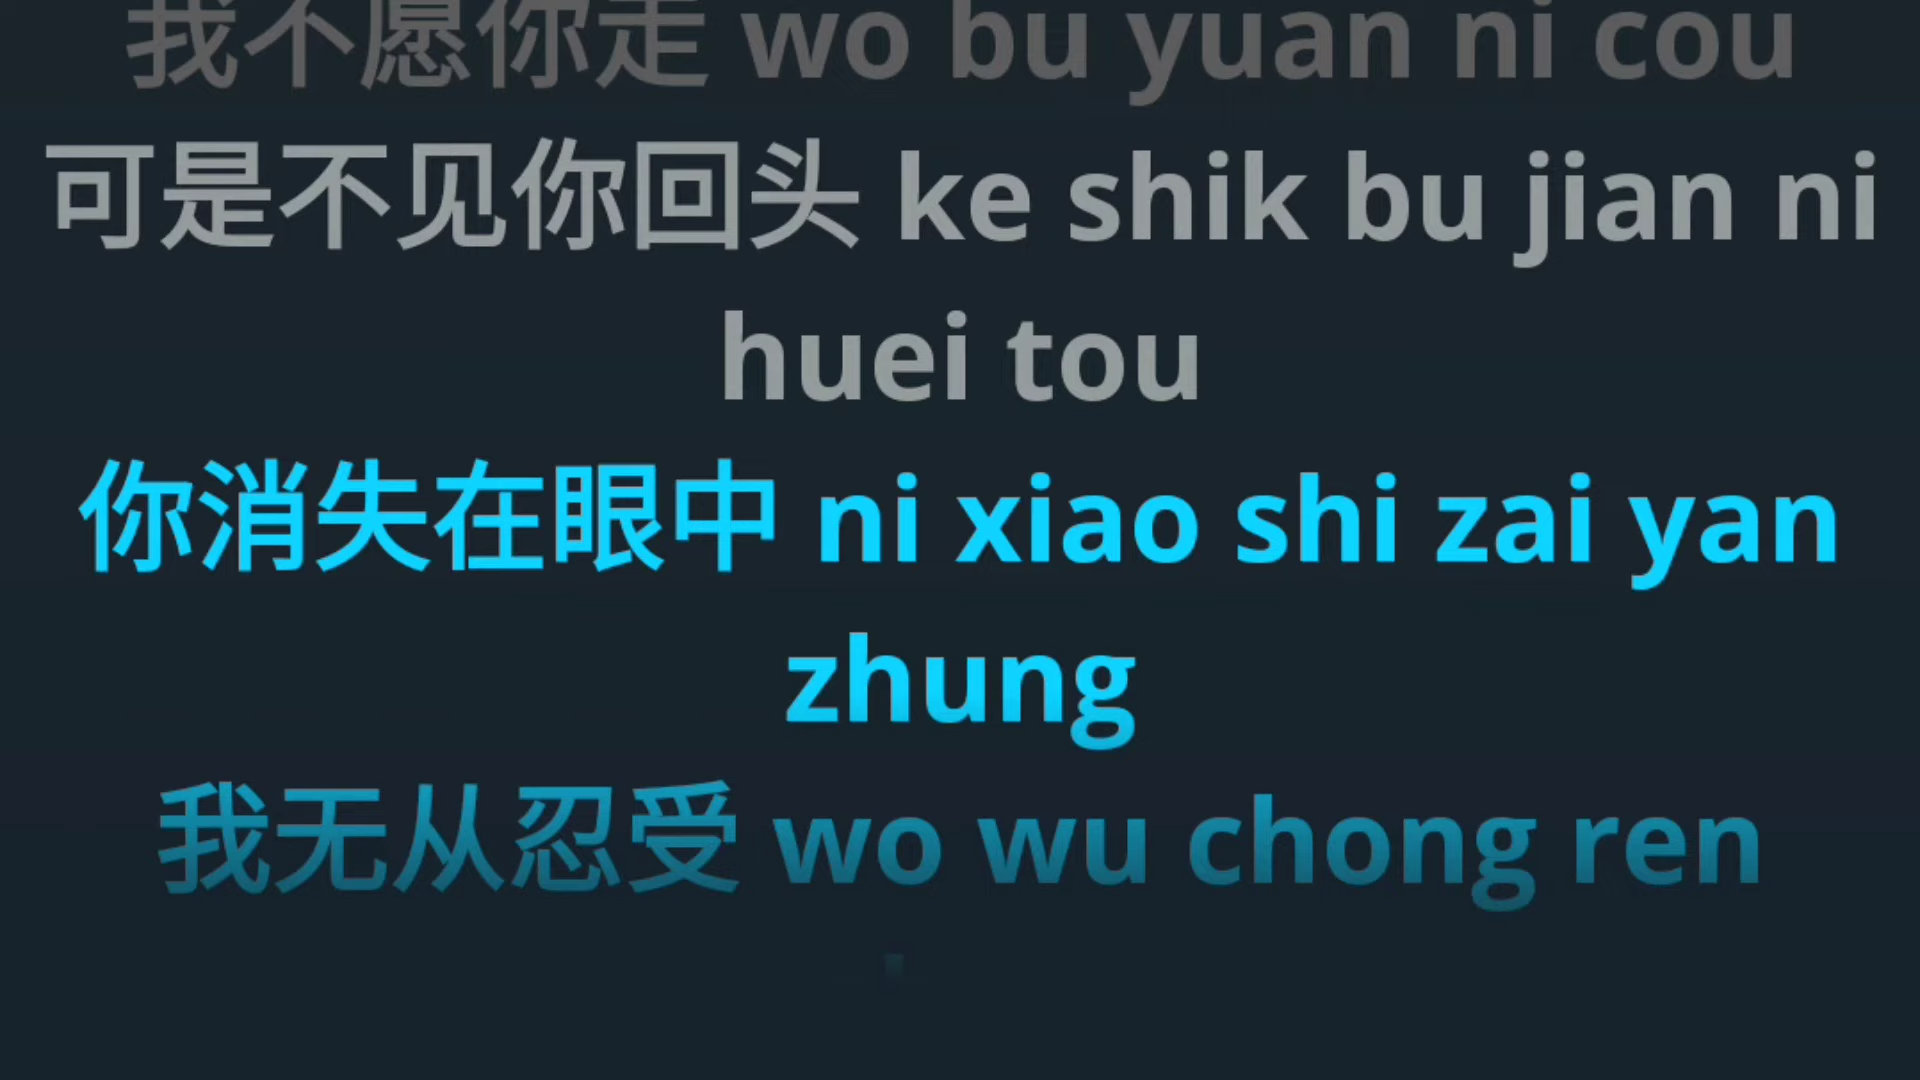 我不愿你走 wo bu yuan ni cou
可是不见你回头 ke shik bu jian ni
huei tou
你消失在眼中 ni xiao shi zai yan
zhung
我无从忍受 wo wu chong ren